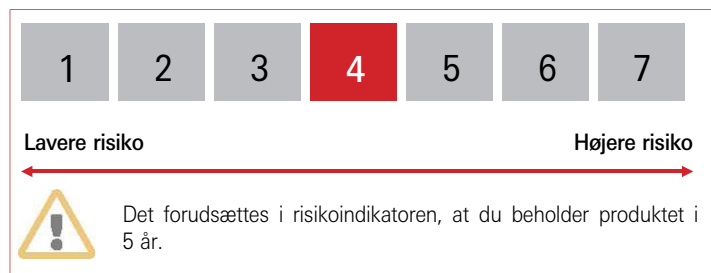 1 2 3 4 5 6 7
Lavere risiko Højere risiko
Det forudsættes i risikoindikatoren, at du beholder produktet i
5 år.